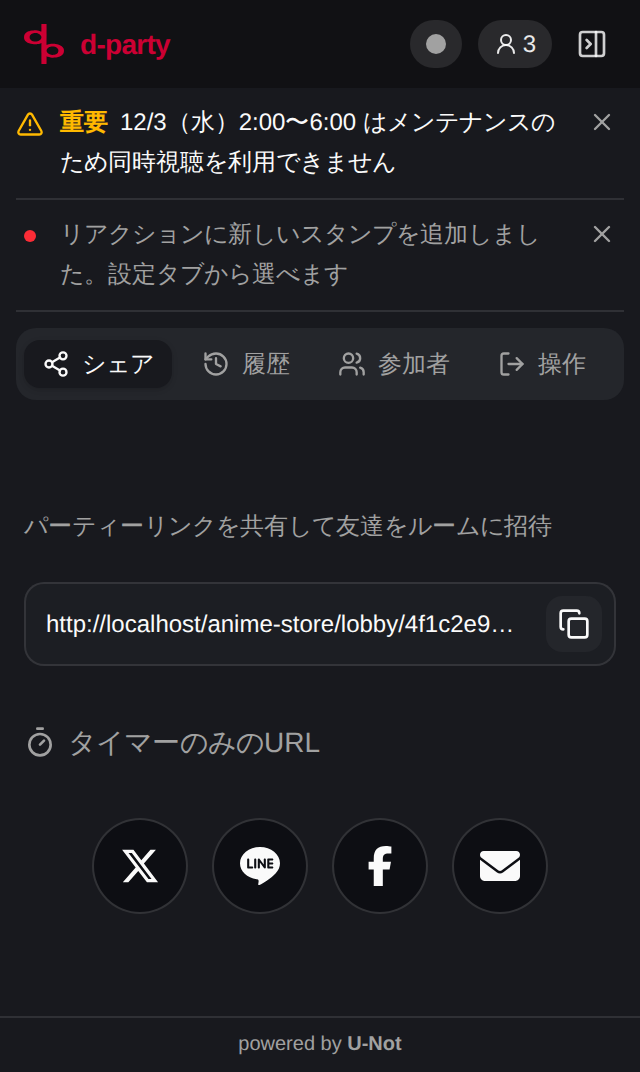 d-party
3
重要 12/3（水）2:00〜6:00 はメンテナンスの
ため同時視聴を利用できません
リアクションに新しいスタンプを追加しまし
た。設定タブから選べます
シェア 履歴 参加者 操作
パーティーリンクを共有して友達をルームに招待
http://localhost/anime-store/lobby/4f1c2e9…
タイマーのみのURL
LINE
powered by U-Not